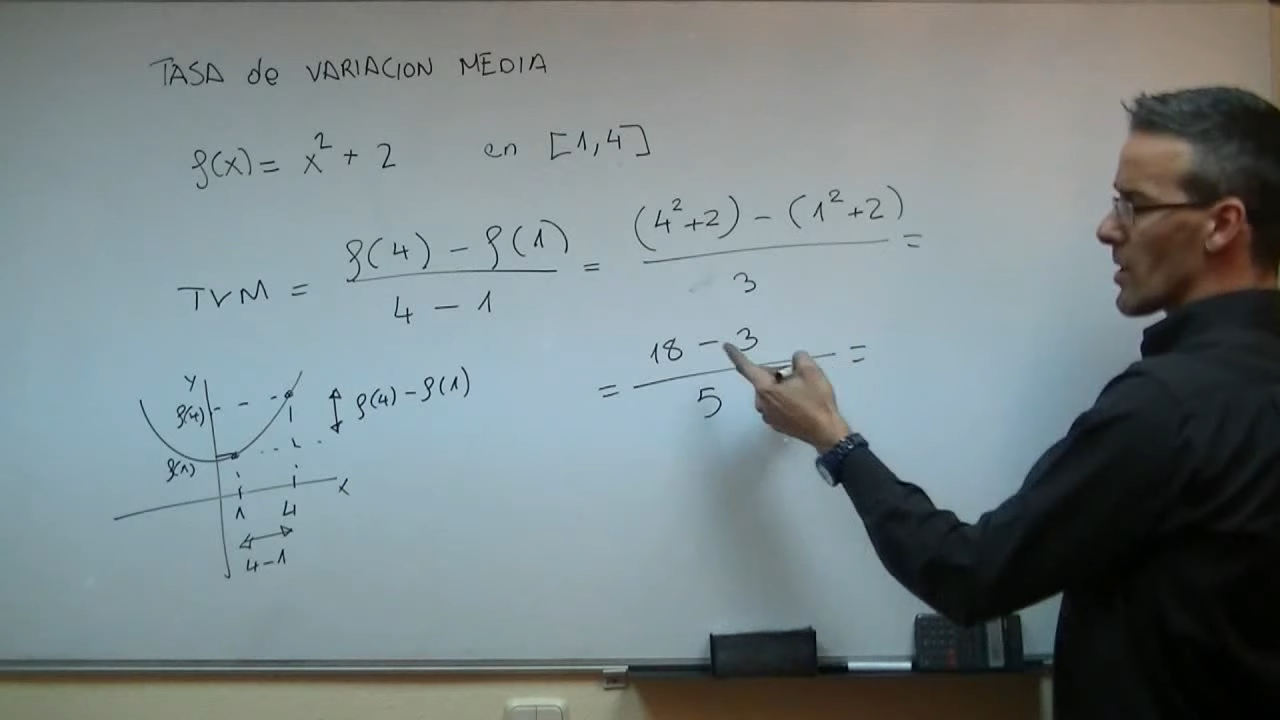 TASA de VARIACION MEDIA
f(x) = x² + 2 en [1,4]
TVM = f(4) - f(1) / 4 - 1 = (4²+2) - (1²+2) / 3 =
= 18 - 3 / 5 =
y
f(4)
f(4) - f(1)
f(1)
x
1 4
4-1